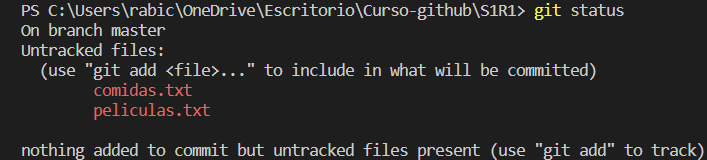 PS C:\Users\rabic\OneDrive\Escritorio\Curso-github\S1R1> git status
On branch master
Untracked files:
  (use "git add <file>..." to include in what will be committed)
        comidas.txt
        peliculas.txt

nothing added to commit but untracked files present (use "git add" to track)